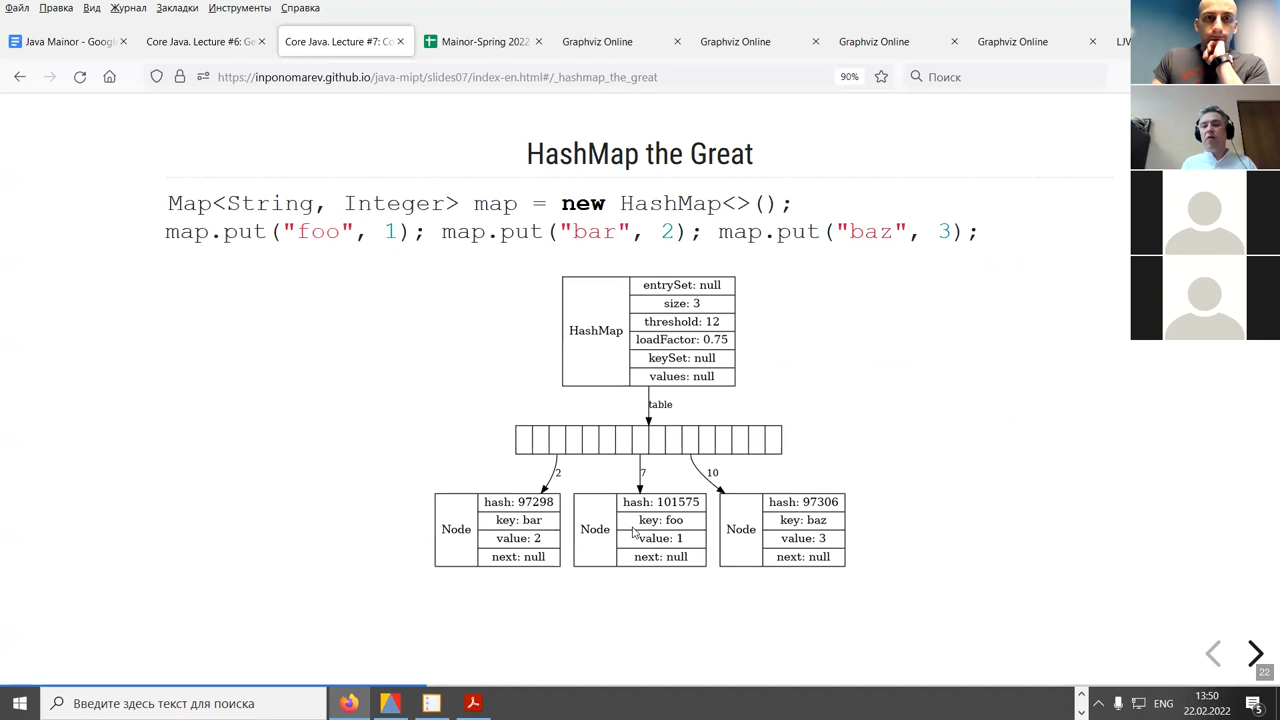 Файл Правка Вид Журнал Закладки Инструменты Справка
Java Mainor - Googl
Core Java. Lecture #6: Ge
Core Java. Lecture #7: Co
Mainor-Spring 2022
Graphviz Online
Graphviz Online
Graphviz Online
Graphviz Online
LJV
https://inponomarev.github.io/java-mipt/slides07/index-en.html#/_hashmap_the_great
90%
Поиск
HashMap the Great
Map<String, Integer> map = new HashMap<>();
map.put("foo", 1); map.put("bar", 2); map.put("baz", 3);
HashMap
entrySet: null
size: 3
threshold: 12
loadFactor: 0.75
keySet: null
values: null
table
2
7
10
Node
hash: 97298
key: bar
value: 2
next: null
Node
hash: 101575
key: foo
value: 1
next: null
Node
hash: 97306
key: baz
value: 3
next: null
22
Введите здесь текст для поиска
ENG
13:50
22.02.2022
5